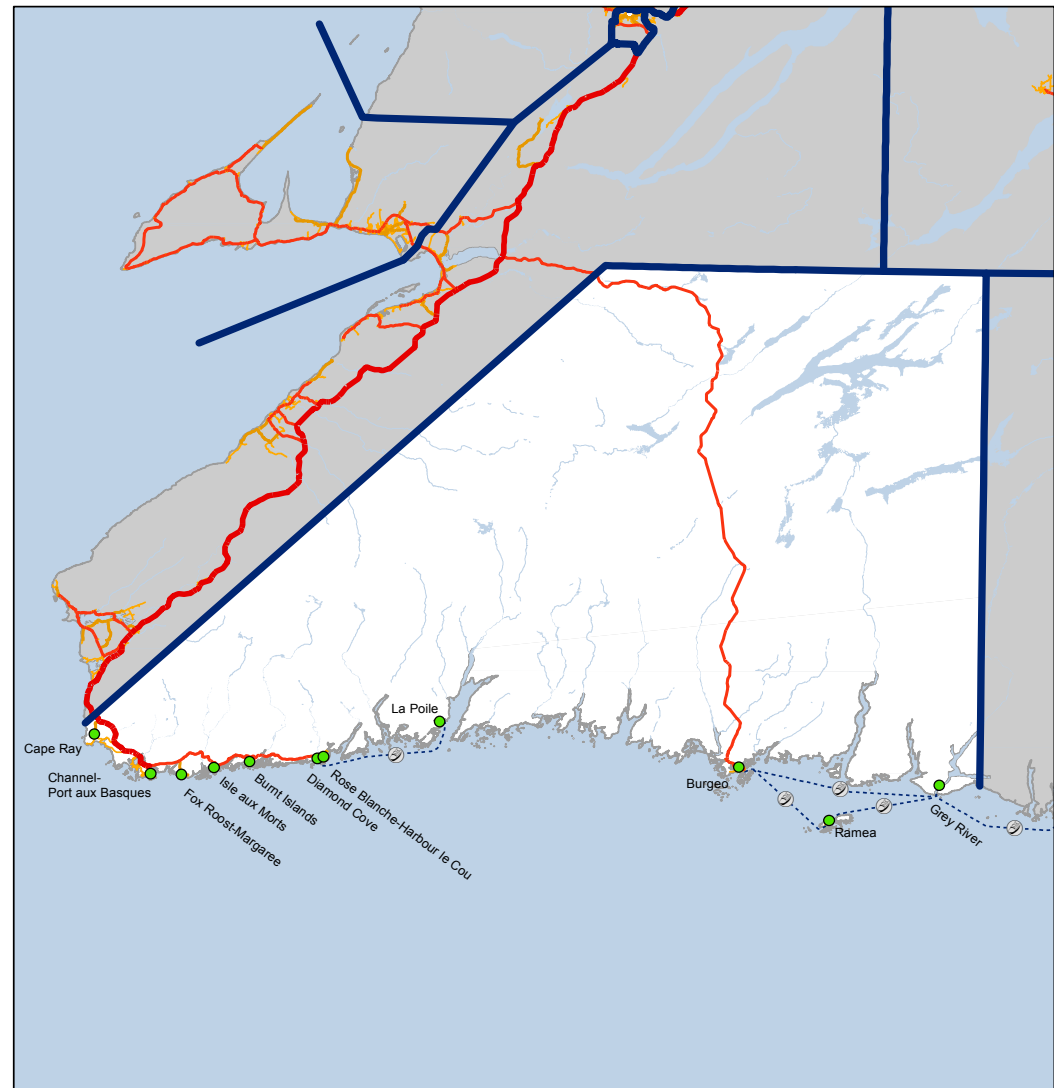 La Poile
Cape Ray
Channel-
Port aux Basques
Fox Roost-Margaree
Isle aux Morts
Burnt Islands
Diamond Cove
Rose Blanche-Harbour le Cou
Burgeo
Ramea
Grey River